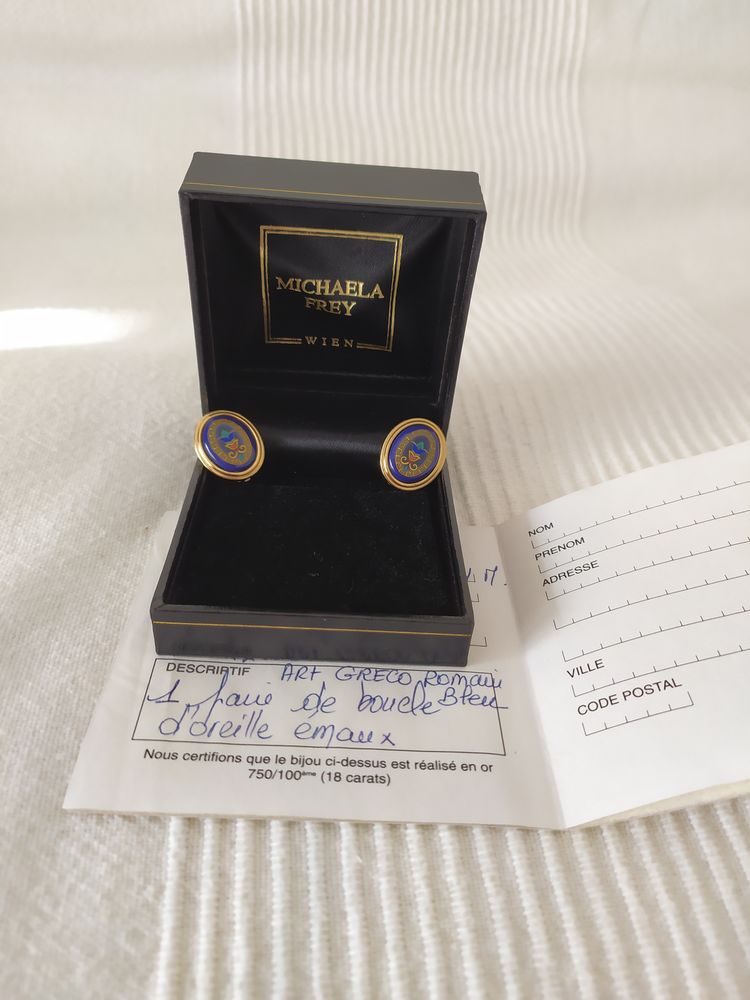 MICHAELA
FREY
WIEN
NOM
PRENOM
ADRESSE
VILLE
CODE POSTAL
DESCRIPTIF ART GRECO Romain
1 paire de boucle Bleu
d'oreille émaux
Nous certifions que le bijou ci-dessus est réalisé en or
750/100ème (18 carats)